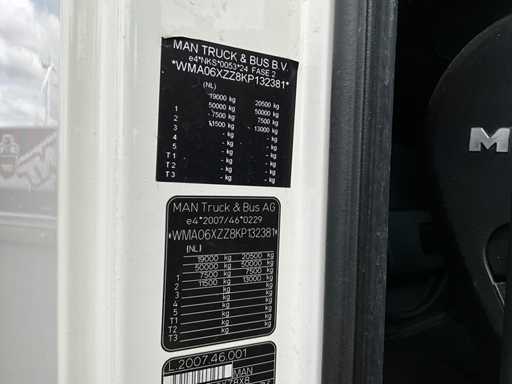 MAN TRUCK & BUS B.V.
e4*NKS*0053*24 FASE 2
*WMA06XZZ8KP132381*
(NL)
19000 kg 20500 kg
50000 kg 50000 kg
1 7500 kg 7500 kg
2 11500 kg 13000 kg
3 - kg - kg
4 - kg - kg
5 - kg - kg
T1 - kg - kg
T2 - kg - kg
T3 - kg - kg
MAN Truck & Bus AG
e4*2007/46*0229
*WMA06XZZ8KP132381*
(NL)
19000 kg 20500 kg
50000 kg 50000 kg
1 7500 kg 7500 kg
2 11500 kg 13000 kg
3 - kg - kg
4 - kg - kg
5 - kg - kg
T1 - kg - kg
T2 - kg - kg
T3 - kg - kg
L.2007.46.001
MAN
M